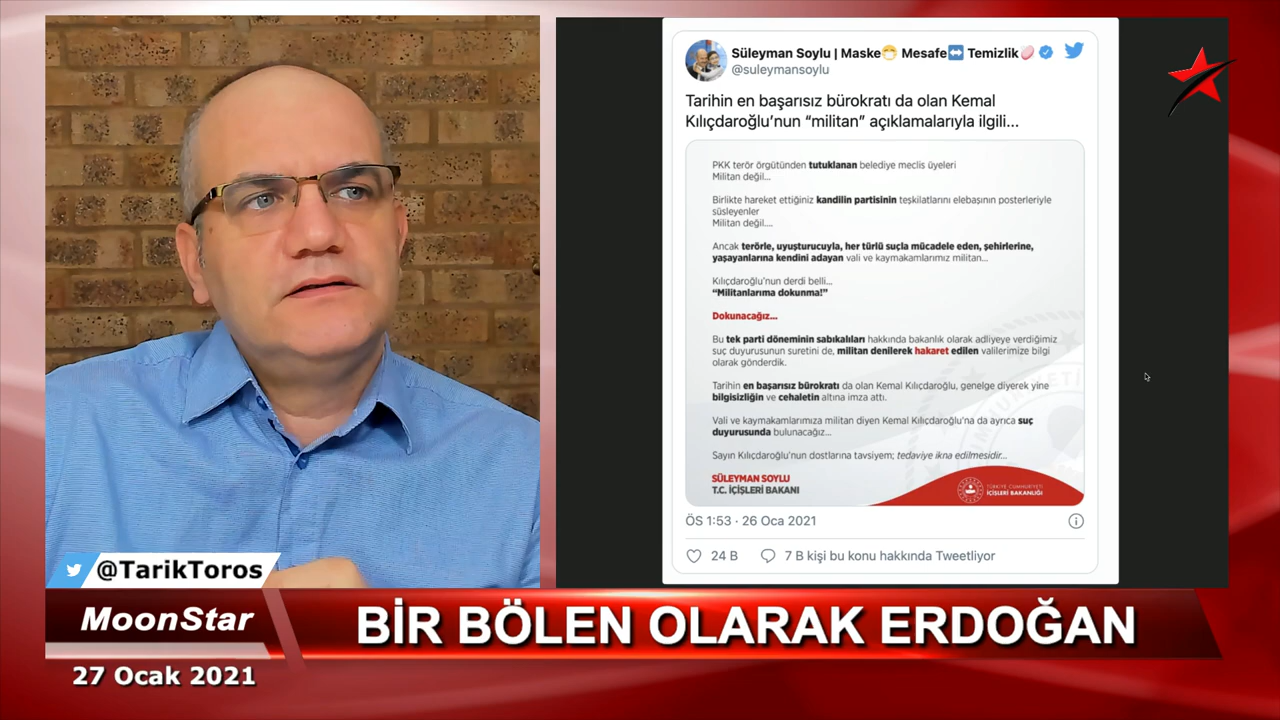 Süleyman Soylu | Maske😷 Mesafe↔️ Temizlik🧼
@suleymansoylu
Tarihin en başarısız bürokratı da olan Kemal
Kılıçdaroğlu’nun “militan” açıklamalarıyla ilgili...
PKK terör örgütünden tutuklanan belediye meclis üyeleri
Militan değil...
Birlikte hareket ettiğiniz kandilin partisinin teşkilatlarını elebaşının posterleriyle
süsleyenler
Militan değil....
Ancak terörle, uyuşturucuyla, her türlü suçla mücadele eden, şehirlerine,
yaşayanlarına kendini adayan vali ve kaymakamlarımız militan...
Kılıçdaroğlu’nun derdi belli...
“Militanlarıma dokunma!”
Dokunacağız...
Bu tek parti döneminin sabıkalıları hakkında bakanlık olarak adliyeye verdiğimiz
suç duyurusunun suretini de, militan denilerek hakaret edilen valilerimize bilgi
olarak gönderdik.
Tarihin en başarısız bürokratı da olan Kemal Kılıçdaroğlu, genelge diyerek yine
bilgisizliğin ve cehaletin altına imza attı.
Vali ve kaymakamlarımıza militan diyen Kemal Kılıçdaroğlu’na da ayrıca suç
duyurusunda bulunacağız...
Sayın Kılıçdaroğlu’nun dostlarına tavsiyem; tedaviye ikna edilmesidir...
SÜLEYMAN SOYLU
T.C. İÇİŞLERİ BAKANI
TÜRKİYE CUMHURİYETİ
İÇİŞLERİ BAKANLIĞI
ÖS 1:53 · 26 Oca 2021
24 B
7 B kişi bu konu hakkında Tweetliyor
@TarikToros
MoonStar
BİR BÖLEN OLARAK ERDOĞAN
27 Ocak 2021